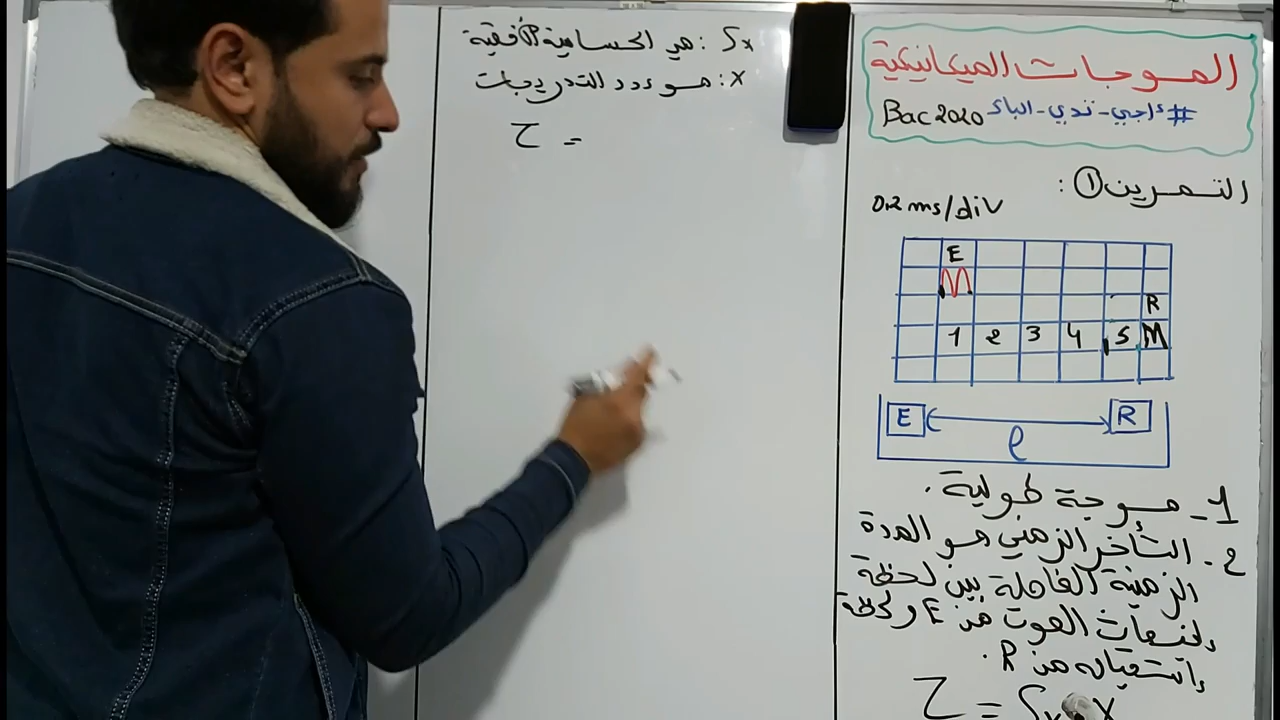 الموجات الميكانيكية
#أجي-تدي-الباك Bac 2020
التمرين ①:
0.2 ms/div
E
R
1 2 3 4 5
E R
l
1- موجة طولية.
2- التأخر الزمني هو المدة
الزمنية الفاصلة بين لحظة
انبعاث الصوت من E ولحظة
استقباله من R.
τ = Sx . X
Sx : هي الحساسية الأفقية
X : هو عدد التدريجات
τ =